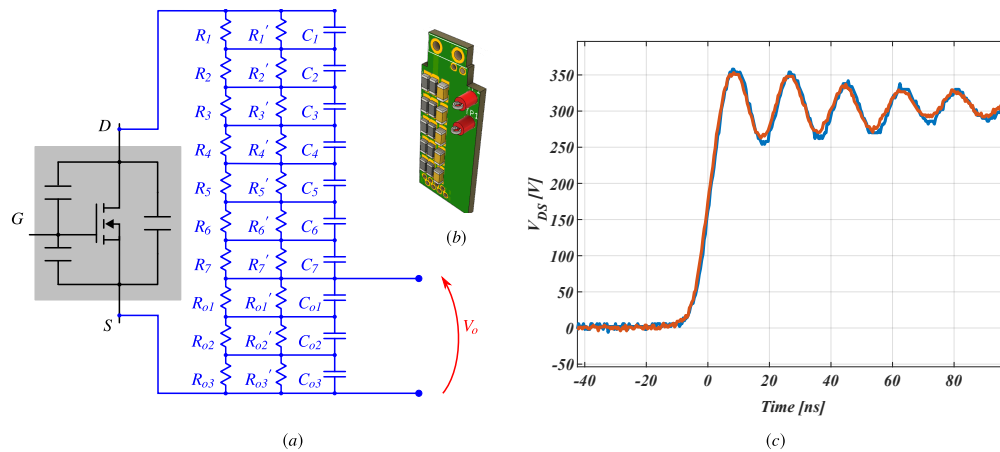 R1 R1' C1
R2 R2' C2
R3 R3' C3
D
R4 R4' C4
R5 R5' C5
G
R6 R6' C6
R7 R7' C7
Ro1 Ro1' Co1
S
Ro2 Ro2' Co2
Vo
Ro3 Ro3' Co3
(a)
(b)
VDS [V]
350
300
250
200
150
100
50
0
-50
-40 -20 0 20 40 60 80
Time [ns]
(c)